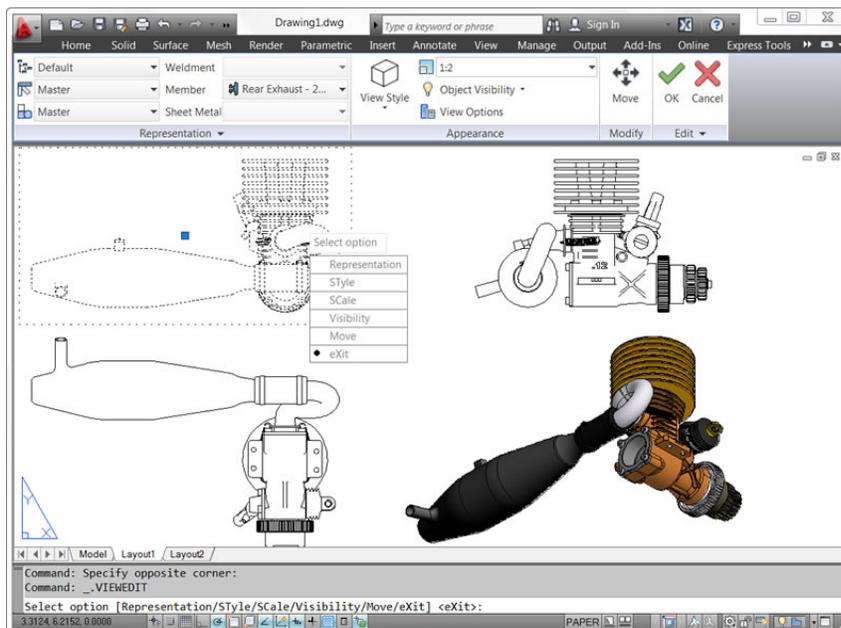 Drawing1.dwg
Type a keyword or phrase
Sign In
Home Solid Surface Mesh Render Parametric Insert Annotate View Manage Output Add-Ins Online Express Tools
Default Weldment
Master Member Rear Exhaust - 2...
Master Sheet Metal
View Style
1:2
Object Visibility
View Options
Move
OK Cancel
Representation Appearance Modify Edit
Select option
Representation
STyle
SCale
Visibility
Move
eXit
.12
Y
X
Model Layout1 Layout2
Command: Specify opposite corner:
Command: _.VIEWEDIT
Select option [Representation/STyle/SCale/Visibility/Move/eXit] <eXit>:
3.3124, 6.2152, 0.0000 PAPER